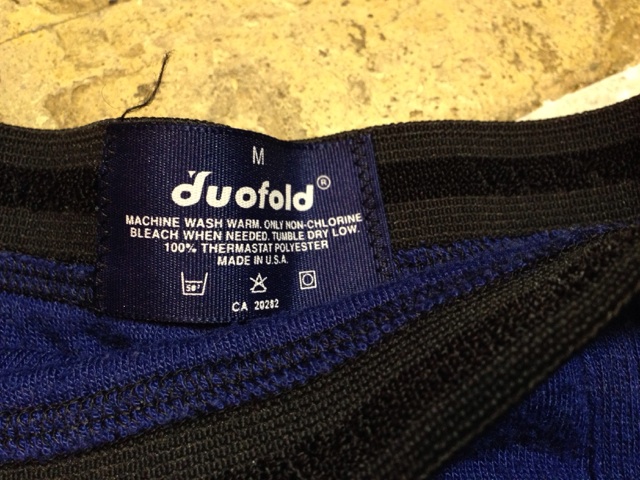 M
duofold®
MACHINE WASH WARM. ONLY NON-CHLORINE
BLEACH WHEN NEEDED. TUMBLE DRY LOW.
100% THERMASTAT POLYESTER
MADE IN U.S.A.
50°
CA 20282